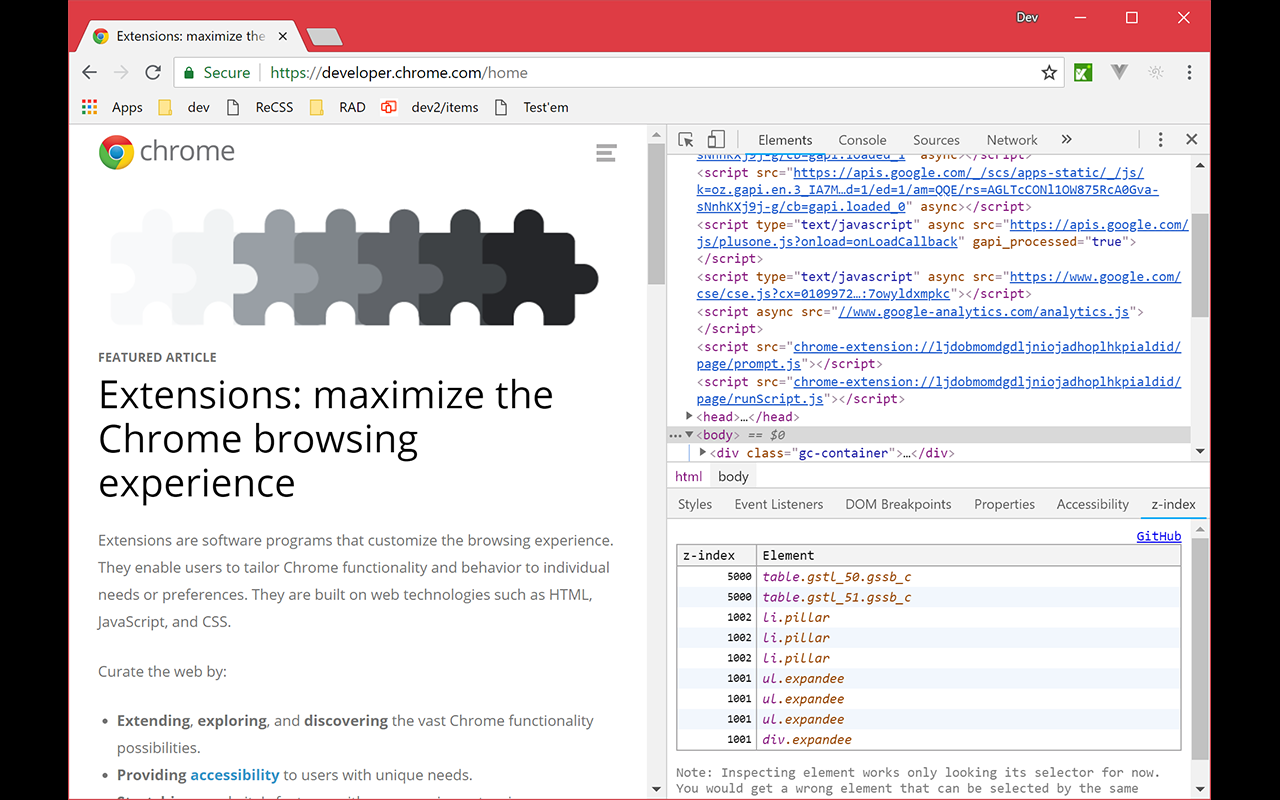 Dev
Extensions: maximize the
Secure https://developer.chrome.com/home
Apps dev ReCSS RAD dev2/items Test'em
chrome
FEATURED ARTICLE
Extensions: maximize the
Chrome browsing
experience
Extensions are software programs that customize the browsing experience.
They enable users to tailor Chrome functionality and behavior to individual
needs or preferences. They are built on web technologies such as HTML,
JavaScript, and CSS.
Curate the web by:
• Extending, exploring, and discovering the vast Chrome functionality
possibilities.
• Providing accessibility to users with unique needs.
Elements Console Sources Network »
sNnhKXj9j-g/cb=gapi.loaded_1" async></script>
<script src="https://apis.google.com/_/scs/apps-static/_/js/
k=oz.gapi.en.3_IA7M…d=1/ed=1/am=QQE/rs=AGLTcCONl1OW875RcA0Gva-
sNnhKXj9j-g/cb=gapi.loaded_0" async></script>
<script type="text/javascript" async src="https://apis.google.com/
js/plusone.js?onload=onLoadCallback" gapi_processed="true">
</script>
<script type="text/javascript" async src="https://www.google.com/
cse/cse.js?cx=0109972…:7owyldxmpkc"></script>
<script async src="//www.google-analytics.com/analytics.js">
</script>
<script src="chrome-extension://ljdobmomdgdljniojadhoplhkpialdid/
page/prompt.js"></script>
<script src="chrome-extension://ljdobmomdgdljniojadhoplhkpialdid/
page/runScript.js"></script>
<head>…</head>
<body> == $0
<div class="gc-container">…</div>
html body
Styles Event Listeners DOM Breakpoints Properties Accessibility z-index
GitHub
z-index Element
5000 table.gstl_50.gssb_c
5000 table.gstl_51.gssb_c
1002 li.pillar
1002 li.pillar
1002 li.pillar
1001 ul.expandee
1001 ul.expandee
1001 ul.expandee
1001 div.expandee
Note: Inspecting element works only looking its selector for now.
You would get a wrong element that can be selected by the same